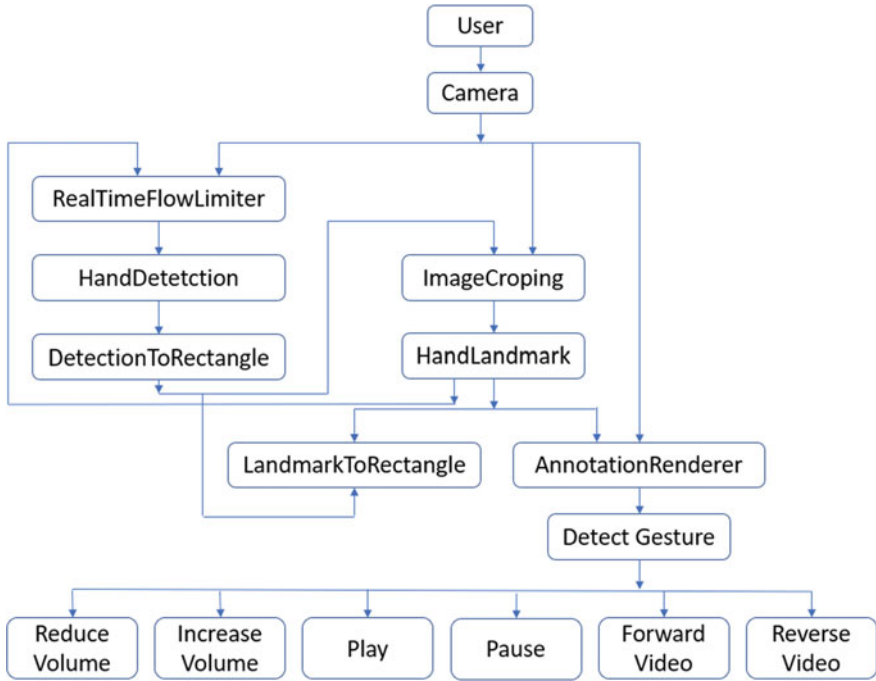 User
Camera
RealTimeFlowLimiter
HandDetetction
ImageCroping
DetectionToRectangle
HandLandmark
LandmarkToRectangle
AnnotationRenderer
Detect Gesture
Reduce
Volume
Increase
Volume
Play
Pause
Forward
Video
Reverse
Video